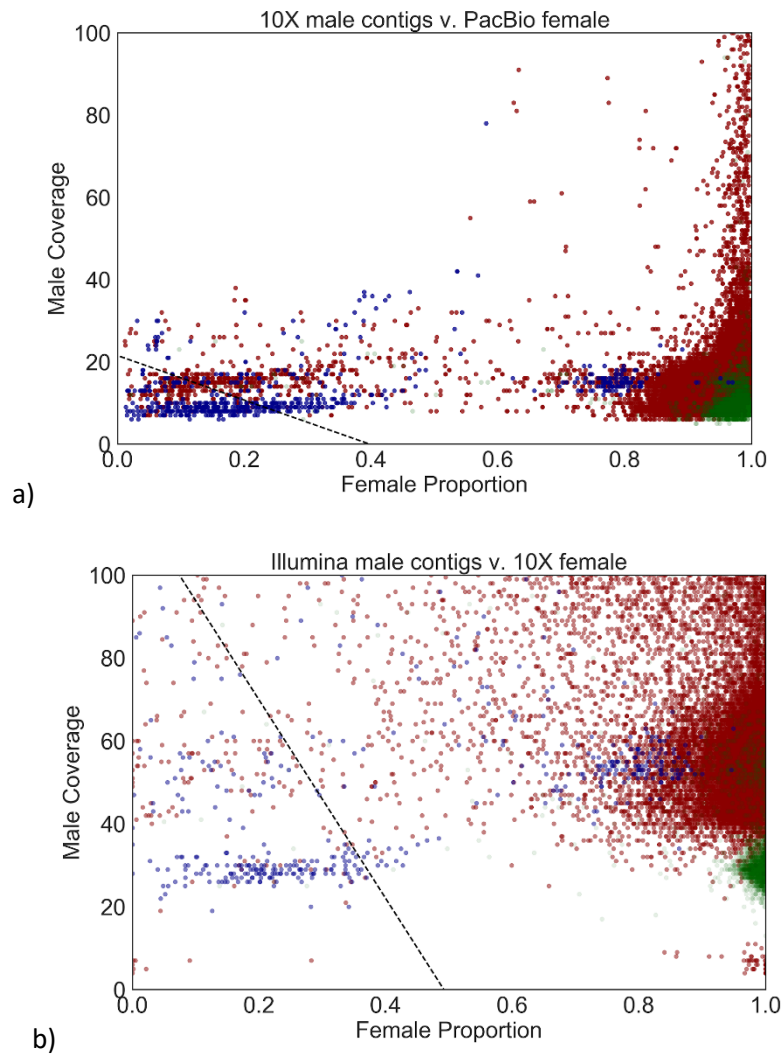 10X male contigs v. PacBio female
100
80
60
40
20
0
Male Coverage
0.0 0.2 0.4 0.6 0.8 1.0
Female Proportion
a)
Illumina male contigs v. 10X female
100
80
60
40
20
0
Male Coverage
0.0 0.2 0.4 0.6 0.8 1.0
Female Proportion
b)